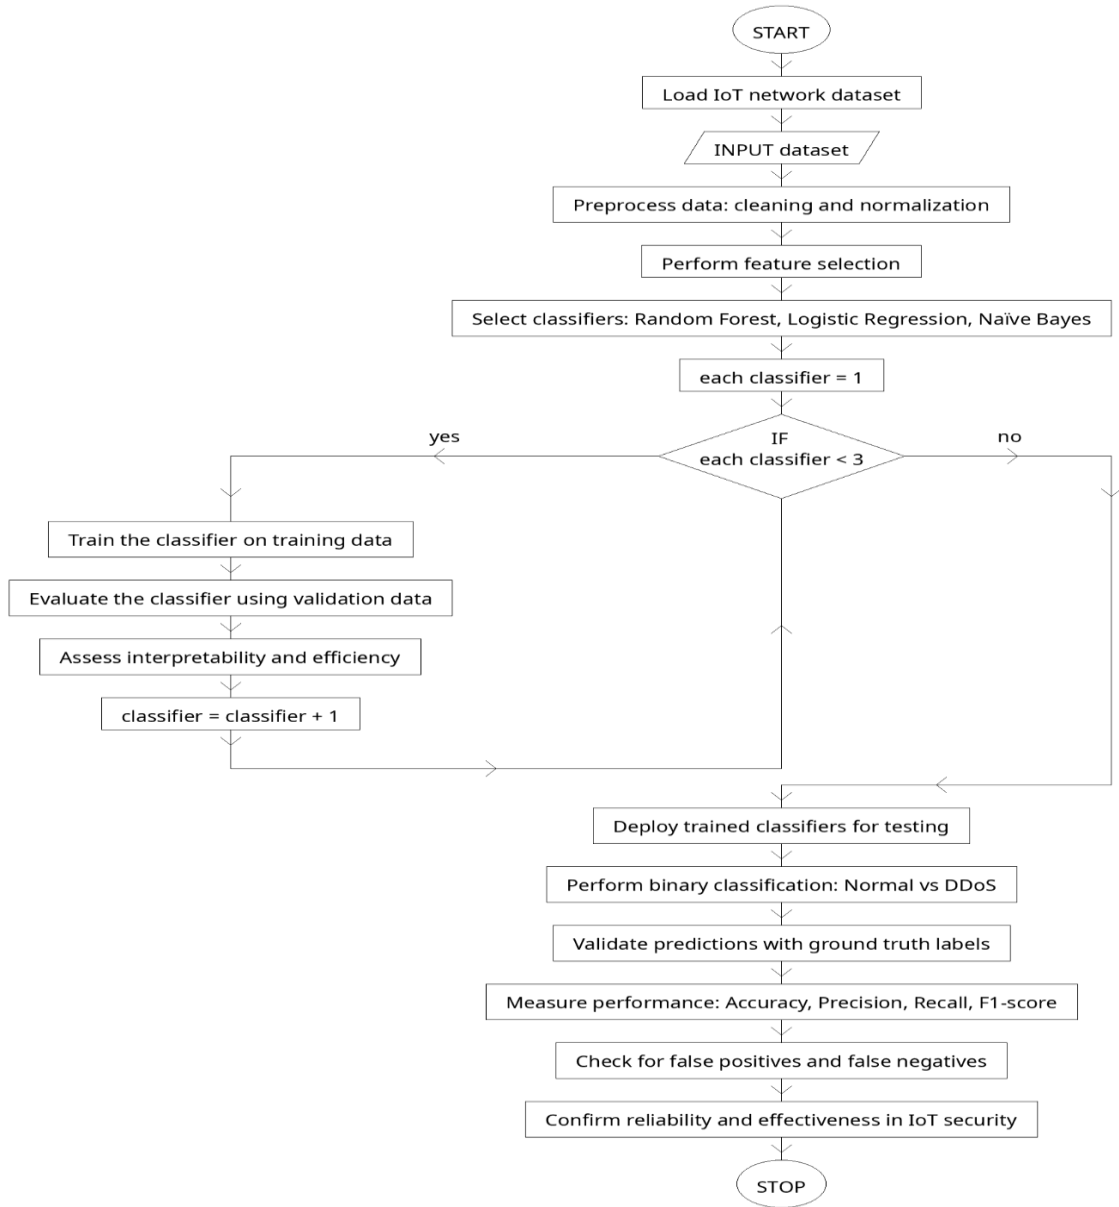 START
Load IoT network dataset
INPUT dataset
Preprocess data: cleaning and normalization
Perform feature selection
Select classifiers: Random Forest, Logistic Regression, Naïve Bayes
each classifier = 1
IF
each classifier < 3
yes
no
Train the classifier on training data
Evaluate the classifier using validation data
Assess interpretability and efficiency
classifier = classifier + 1
Deploy trained classifiers for testing
Perform binary classification: Normal vs DDoS
Validate predictions with ground truth labels
Measure performance: Accuracy, Precision, Recall, F1-score
Check for false positives and false negatives
Confirm reliability and effectiveness in IoT security
STOP